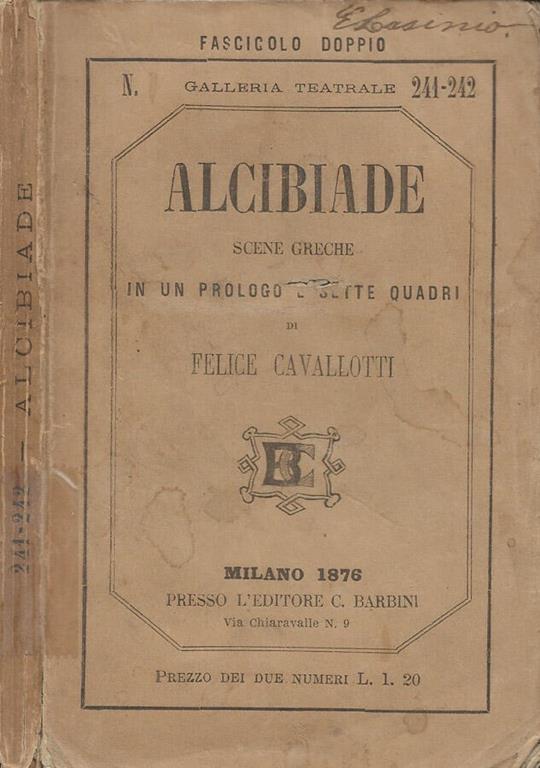 FASCICOLO DOPPIO
N. GALLERIA TEATRALE 241-242
ALCIBIADE
SCENE GRECHE
IN UN PROLOGO E SETTE QUADRI
DI
FELICE CAVALLOTTI
MILANO 1876
PRESSO L'EDITORE C. BARBINI
Via Chiaravalle N. 9
PREZZO DEI DUE NUMERI L. 1. 20
241-242 — ALCIBIADE